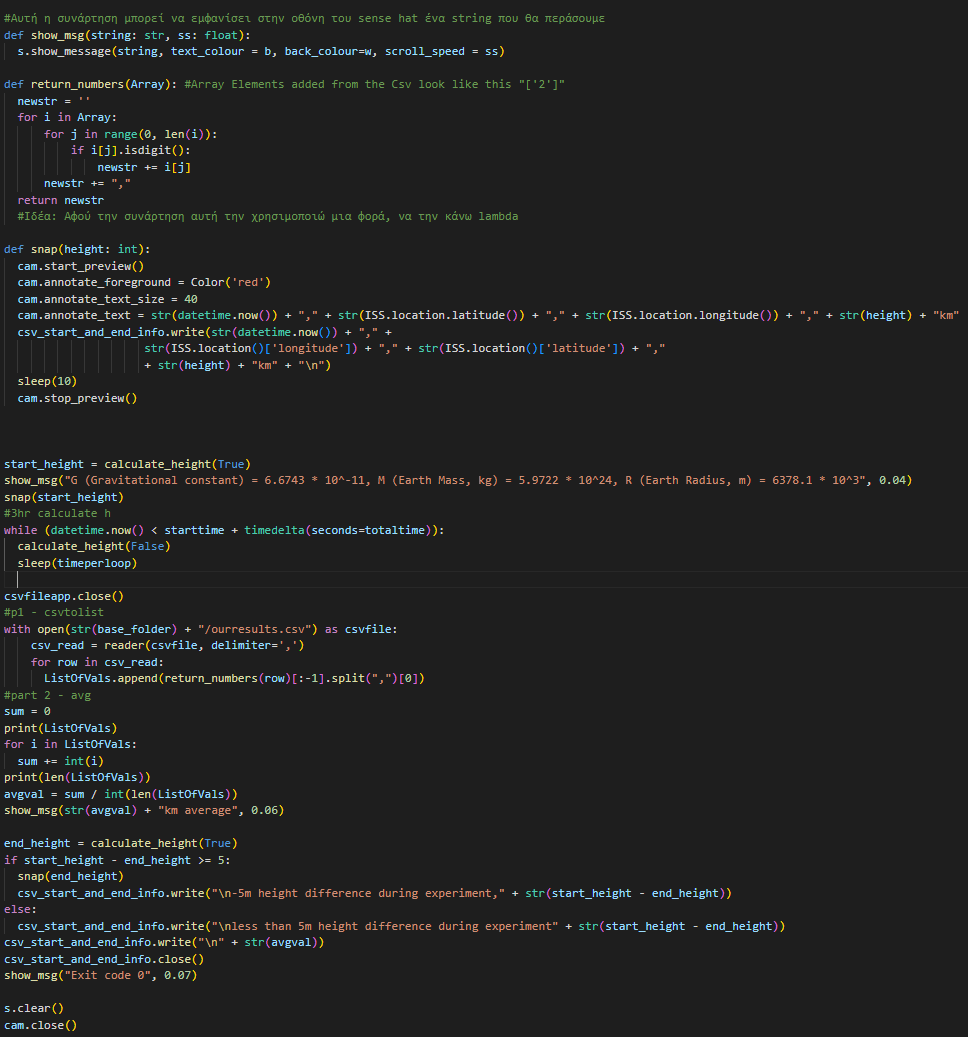 #Αυτή η συνάρτηση μπορεί να εμφανίσει στην οθόνη του sense hat ένα string που θα περάσουμε
def show_msg(string: str, ss: float):
  s.show_message(string, text_colour = b, back_colour=w, scroll_speed = ss)
def return_numbers(Array): #Array Elements added from the Csv look like this "['2']"
  newstr = ''
  for i in Array:
      for j in range(0, len(i)):
          if i[j].isdigit():
              newstr += i[j]
      newstr += ","
  return newstr
  #Ιδέα: Αφού την συνάρτηση αυτή την χρησιμοποιώ μια φορά, να την κάνω lambda
def snap(height: int):
  cam.start_preview()
  cam.annotate_foreground = Color('red')
  cam.annotate_text_size = 40
  cam.annotate_text = str(datetime.now()) + "," + str(ISS.location.latitude()) + "," + str(ISS.location.longitude()) + "," + str(height) + "km"
  csv_start_and_end_info.write(str(datetime.now()) + "," +
                     str(ISS.location()['longitude']) + "," + str(ISS.location()['latitude']) + ","
                     + str(height) + "km" + "\n")
  sleep(10)
  cam.stop_preview()
start_height = calculate_height(True)
show_msg("G (Gravitational constant) = 6.6743 * 10^-11, M (Earth Mass, kg) = 5.9722 * 10^24, R (Earth Radius, m) = 6378.1 * 10^3", 0.04)
snap(start_height)
#3hr calculate h
while (datetime.now() < starttime + timedelta(seconds=totaltime)):
  calculate_height(False)
  sleep(timeperloop)
csvfileapp.close()
#p1 - csvtolist
with open(str(base_folder) + "/ourresults.csv") as csvfile:
    csv_read = reader(csvfile, delimiter=',')
    for row in csv_read:
      ListOfVals.append(return_numbers(row)[:-1].split(",")[0])
#part 2 - avg
sum = 0
print(ListOfVals)
for i in ListOfVals:
  sum += int(i)
print(len(ListOfVals))
avgval = sum / int(len(ListOfVals))
show_msg(str(avgval) + "km average", 0.06)
end_height = calculate_height(True)
if start_height - end_height >= 5:
  snap(end_height)
  csv_start_and_end_info.write("\n-5m height difference during experiment," + str(start_height - end_height))
else:
  csv_start_and_end_info.write("\nless than 5m height difference during experiment" + str(start_height - end_height))
csv_start_and_end_info.write("\n" + str(avgval))
csv_start_and_end_info.close()
show_msg("Exit code 0", 0.07)
s.clear()
cam.close()